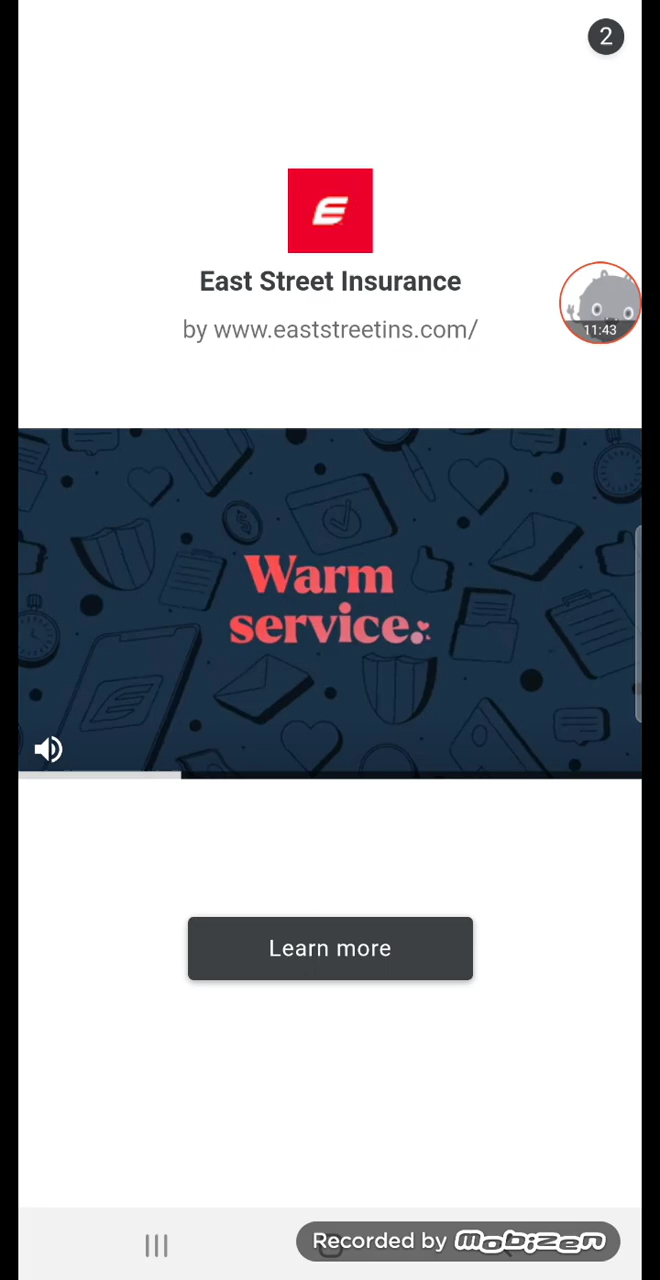 2
East Street Insurance
by www.eaststreetins.com/
11:43
Warm
service.
Learn more
Recorded by mobizen